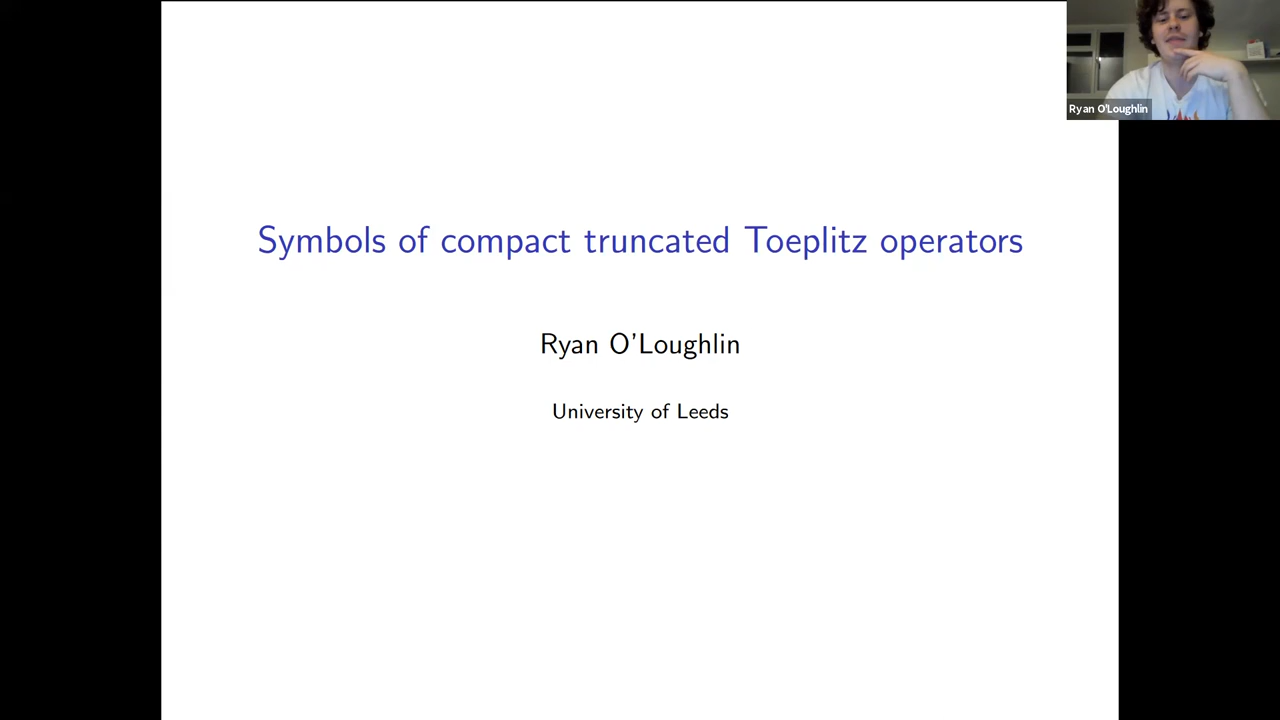 Symbols of compact truncated Toeplitz operators
Ryan O'Loughlin
University of Leeds
Ryan O'Loughlin